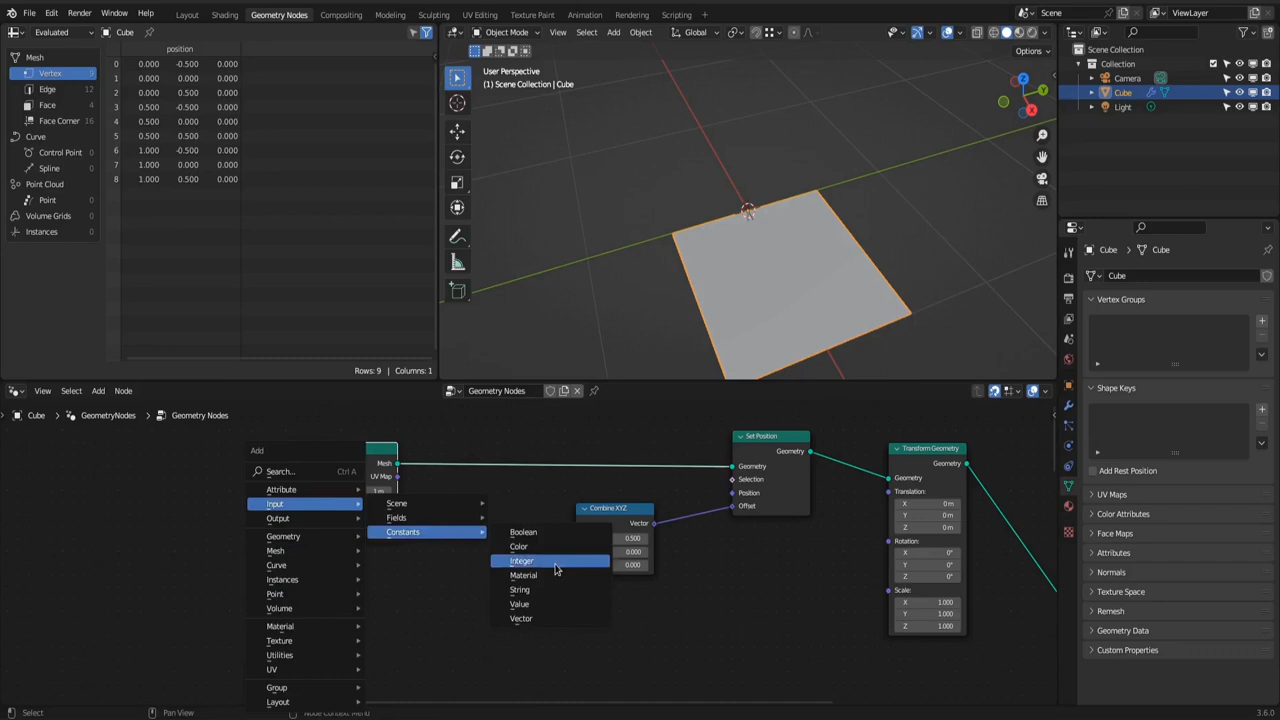 File Edit Render Window Help Layout Shading Geometry Nodes Compositing Modeling Sculpting UV Editing Texture Paint Animation Rendering Scripting Scene ViewLayer
Evaluated Cube
Object Mode View Select Add Object Global
Options
Mesh
Vertex 9
Edge 12
Face 4
Face Corner 16
Curve
Control Point 0
Spline 0
Point Cloud
Point 0
Volume Grids 0
Instances 0
position
0 0.000 -0.500 0.000
1 0.000 0.000 0.000
2 0.000 0.500 0.000
3 0.500 -0.500 0.000
4 0.500 0.000 0.000
5 0.500 0.500 0.000
6 1.000 -0.500 0.000
7 1.000 0.000 0.000
8 1.000 0.500 0.000
Rows: 9 | Columns: 1
User Perspective
(1) Scene Collection | Cube
Z
Y
X
Scene Collection
Collection
Camera
Cube
Light
Cube Cube
Cube
Vertex Groups
Shape Keys
Add Rest Position
UV Maps
Color Attributes
Face Maps
Attributes
Normals
Texture Space
Remesh
Geometry Data
Custom Properties
View Select Add Node
Geometry Nodes
Cube GeometryNodes Geometry Nodes
Add
Search... Ctrl A
Attribute
Input
Output
Geometry
Mesh
Curve
Instances
Point
Volume
Material
Texture
Utilities
UV
Group
Layout
Scene
Fields
Constants
Boolean
Color
Integer
Material
String
Value
Vector
Mesh
UV Map
1 m
Combine XYZ
Vector
0.500
0.000
0.000
Set Position
Geometry
Geometry
Selection
Position
Offset
Transform Geometry
Geometry
Geometry
Translation:
X 0 m
Y 0 m
Z 0 m
Rotation:
X 0°
Y 0°
Z 0°
Scale:
X 1.000
Y 1.000
Z 1.000
Select Pan View Node Context Menu 3.6.0